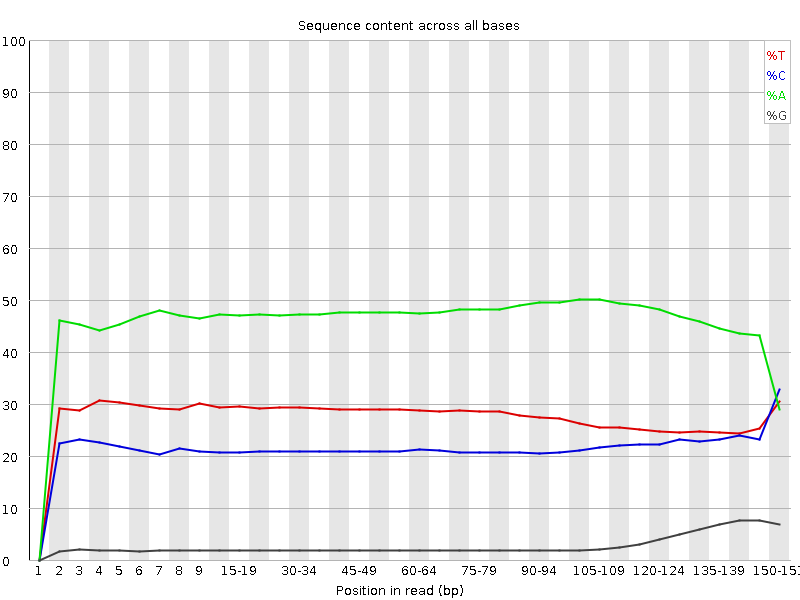 Sequence content across all bases
100
90
80
70
60
50
40
30
20
10
0
%T
%C
%A
%G
1 2 3 4 5 6 7 8 9 15-19 30-34 45-49 60-64 75-79 90-94 105-109 120-124 135-139 150-151
Position in read (bp)